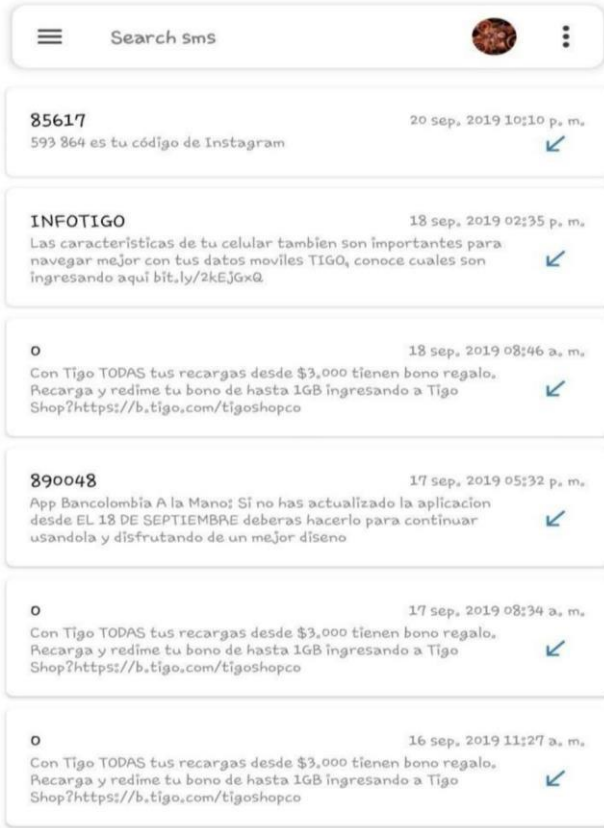 Search sms
85617
20 sep. 2019 10:10 p. m.
593 864 es tu código de Instagram
INFOTIGO
18 sep. 2019 02:35 p. m.
Las caracteristicas de tu celular tambien son importantes para
navegar mejor con tus datos moviles TIGO, conoce cuales son
ingresando aqui bit.ly/2kEjGxQ
0
18 sep. 2019 08:46 a. m.
Con Tigo TODAS tus recargas desde $3.000 tienen bono regalo.
Recarga y redime tu bono de hasta 1GB ingresando a Tigo
Shop?https://b.tigo.com/tigoshopco
890048
17 sep. 2019 05:32 p. m.
App Bancolombia A la Mano: Si no has actualizado la aplicacion
desde EL 18 DE SEPTIEMBRE deberas hacerlo para continuar
usandola y disfrutando de un mejor diseno
0
17 sep. 2019 08:34 a. m.
Con Tigo TODAS tus recargas desde $3.000 tienen bono regalo.
Recarga y redime tu bono de hasta 1GB ingresando a Tigo
Shop?https://b.tigo.com/tigoshopco
0
16 sep. 2019 11:27 a. m.
Con Tigo TODAS tus recargas desde $3.000 tienen bono regalo.
Recarga y redime tu bono de hasta 1GB ingresando a Tigo
Shop?https://b.tigo.com/tigoshopco